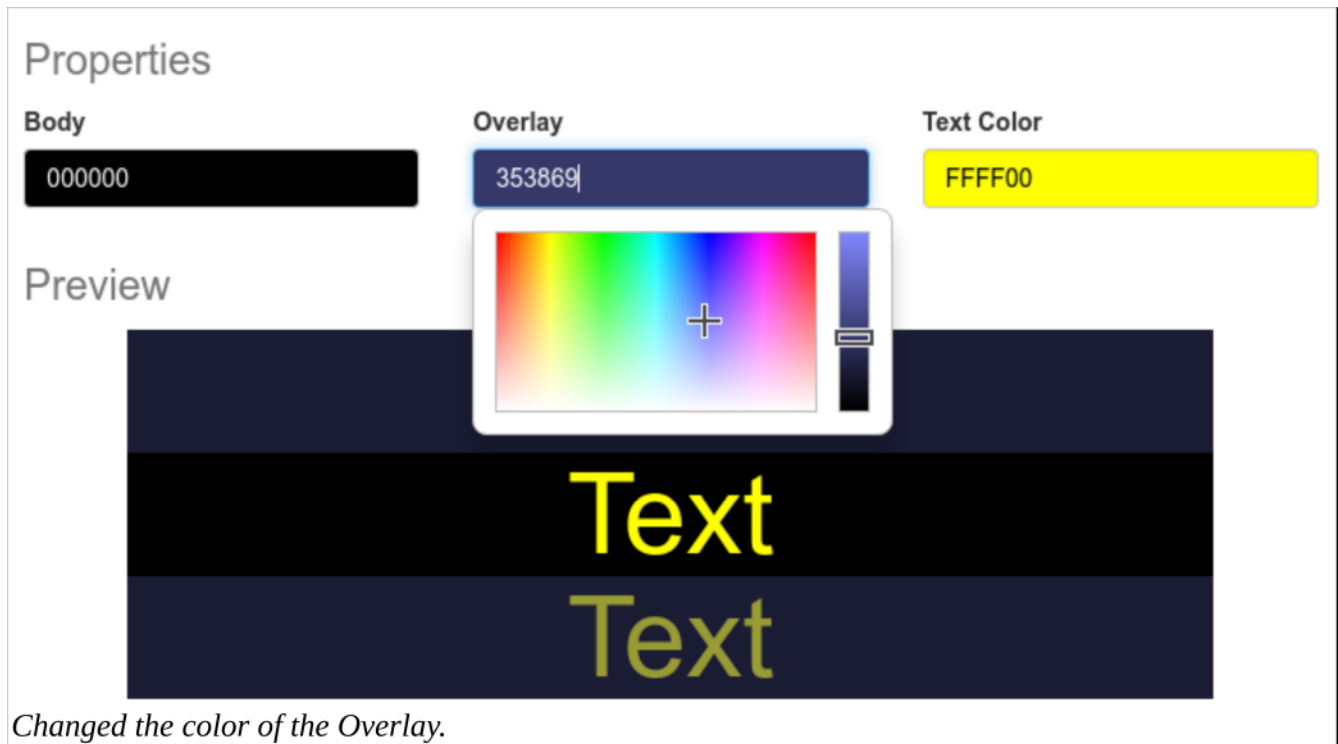 Properties
Body Overlay Text Color
000000 353869 FFFF00
Preview
Text
Text
Changed the color of the Overlay.